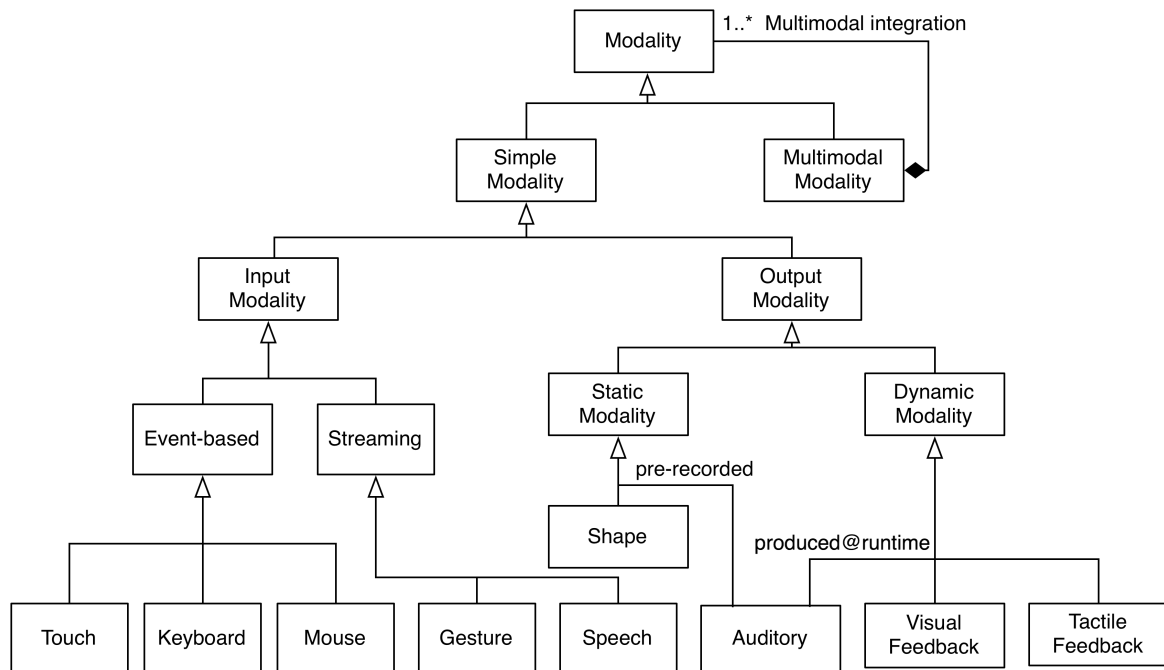 Modality
1..* Multimodal integration
Simple
Modality
Multimodal
Modality
Input
Modality
Output
Modality
Event-based
Streaming
Static
Modality
Dynamic
Modality
pre-recorded
Shape
produced@runtime
Touch
Keyboard
Mouse
Gesture
Speech
Auditory
Visual
Feedback
Tactile
Feedback